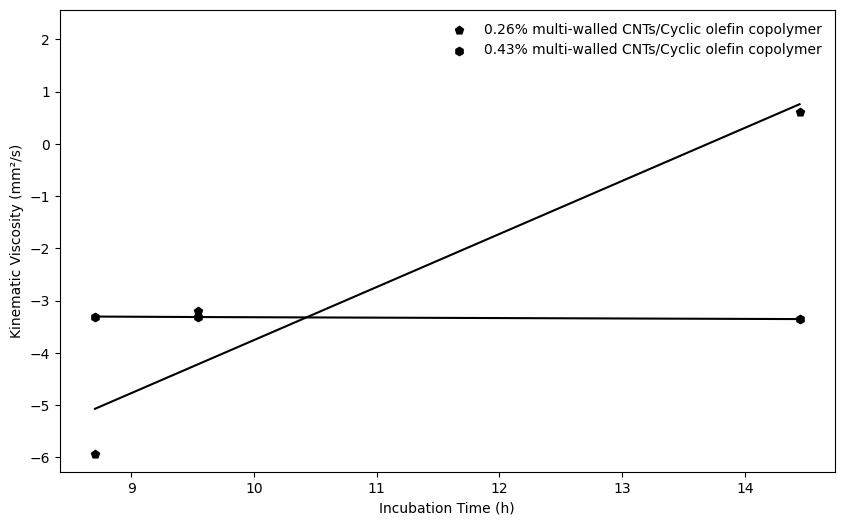 0.26% multi-walled CNTs/Cyclic olefin copolymer
0.43% multi-walled CNTs/Cyclic olefin copolymer
Kinematic Viscosity (mm²/s)
2
1
0
−1
−2
−3
−4
−5
−6
9 10 11 12 13 14
Incubation Time (h)